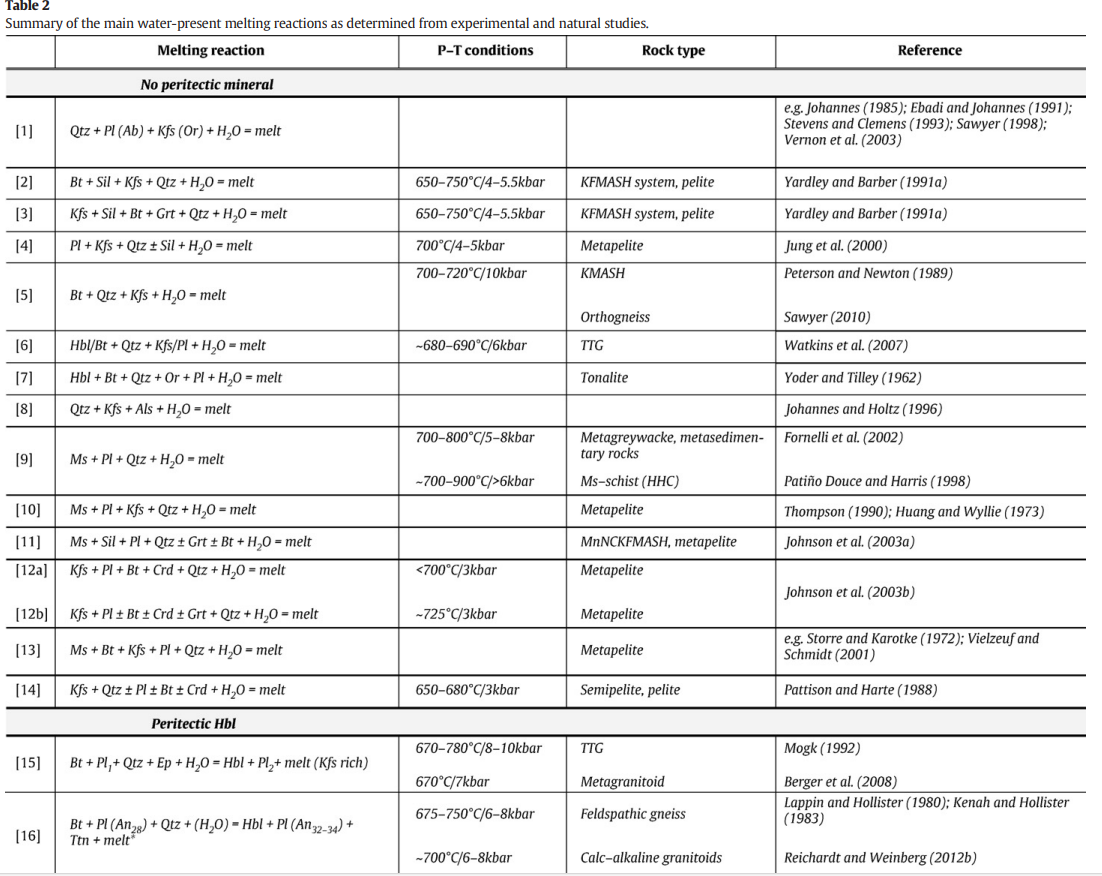 Table 2
Summary of the main water-present melting reactions as determined from experimental and natural studies.
Melting reaction P–T conditions Rock type Reference
No peritectic mineral
[1] Qtz + Pl (Ab) + Kfs (Or) + H₂O = melt e.g. Johannes (1985); Ebadi and Johannes (1991);
Stevens and Clemens (1993); Sawyer (1998);
Vernon et al. (2003)
[2] Bt + Sil + Kfs + Qtz + H₂O = melt 650–750°C/4–5.5kbar KFMASH system, pelite Yardley and Barber (1991a)
[3] Kfs + Sil + Bt + Grt + Qtz + H₂O = melt 650–750°C/4–5.5kbar KFMASH system, pelite Yardley and Barber (1991a)
[4] Pl + Kfs + Qtz ± Sil + H₂O = melt 700°C/4–5kbar Metapelite Jung et al. (2000)
[5] Bt + Qtz + Kfs + H₂O = melt 700–720°C/10kbar KMASH Peterson and Newton (1989)
Orthogneiss Sawyer (2010)
[6] Hbl/Bt + Qtz + Kfs/Pl + H₂O = melt ~680–690°C/6kbar TTG Watkins et al. (2007)
[7] Hbl + Bt + Qtz + Or + Pl + H₂O = melt Tonalite Yoder and Tilley (1962)
[8] Qtz + Kfs + Als + H₂O = melt Johannes and Holtz (1996)
[9] Ms + Pl + Qtz + H₂O = melt 700–800°C/5–8kbar Metagreywacke, metasedimen- Fornelli et al. (2002)
tary rocks
~700–900°C/>6kbar Ms–schist (HHC) Patiño Douce and Harris (1998)
[10] Ms + Pl + Kfs + Qtz + H₂O = melt Metapelite Thompson (1990); Huang and Wyllie (1973)
[11] Ms + Sil + Pl + Qtz ± Grt ± Bt + H₂O = melt MnNCKFMASH, metapelite Johnson et al. (2003a)
[12a] Kfs + Pl + Bt + Crd + Qtz + H₂O = melt <700°C/3kbar Metapelite
Johnson et al. (2003b)
[12b] Kfs + Pl ± Bt ± Crd ± Grt + Qtz + H₂O = melt ~725°C/3kbar Metapelite
[13] Ms + Bt + Kfs + Pl + Qtz + H₂O = melt Metapelite e.g. Storre and Karotke (1972); Vielzeuf and
Schmidt (2001)
[14] Kfs + Qtz ± Pl ± Bt ± Crd + H₂O = melt 650–680°C/3kbar Semipelite, pelite Pattison and Harte (1988)
Peritectic Hbl
[15] Bt + Pl₁+ Qtz + Ep + H₂O = Hbl + Pl₂+ melt (Kfs rich) 670–780°C/8–10kbar TTG Mogk (1992)
670°C/7kbar Metagranitoid Berger et al. (2008)
[16] Bt + Pl (An₂₈) + Qtz + (H₂O) = Hbl + Pl (An₃₂₋₃₄) + 675–750°C/6–8kbar Feldspathic gneiss Lappin and Hollister (1980); Kenah and Hollister
Ttn + melt* (1983)
~700°C/6–8kbar Calc–alkaline granitoids Reichardt and Weinberg (2012b)